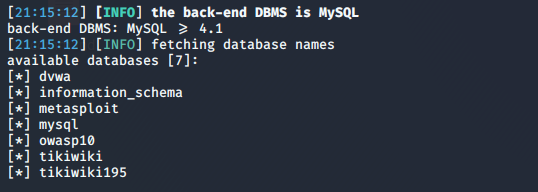 [21:15:12] [INFO] the back-end DBMS is MySQL
back-end DBMS: MySQL ≥ 4.1
[21:15:12] [INFO] fetching database names
available databases [7]:
[*] dvwa
[*] information_schema
[*] metasploit
[*] mysql
[*] owasp10
[*] tikiwiki
[*] tikiwiki195